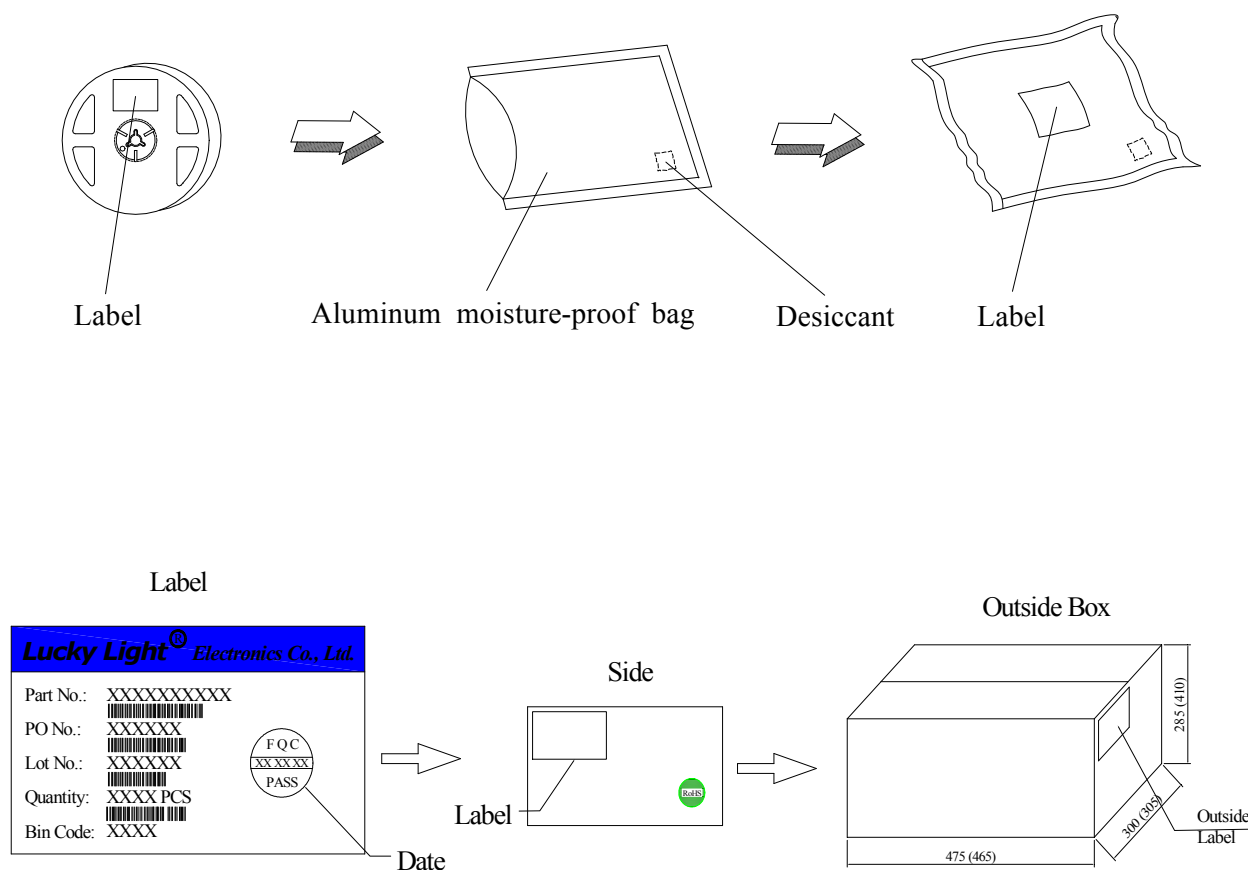 Label
Aluminum moisture-proof bag
Desiccant
Label
Label
Lucky Light® Electronics Co., Ltd.
Part No.: XXXXXXXXXX
PO No.: XXXXXX
Lot No.: XXXXXX
Quantity: XXXX PCS
Bin Code: XXXX
FQC
XX XX XX
PASS
Date
Side
Label
RoHS
Outside Box
285 (410)
300 (305)
475 (465)
Outside
Label